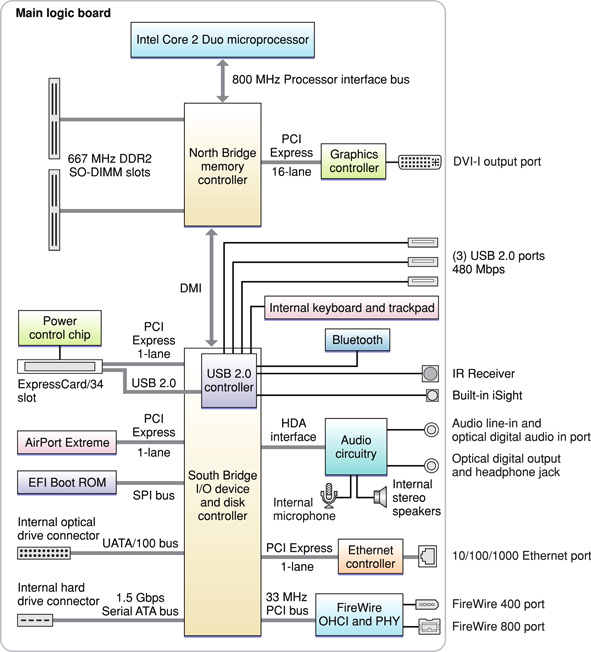 Main logic board
Intel Core 2 Duo microprocessor
800 MHz Processor interface bus
667 MHz DDR2
SO-DIMM slots
North Bridge
memory
controller
PCI
Express
16-lane
Graphics
controller
DVI-I output port
DMI
(3) USB 2.0 ports
480 Mbps
Internal keyboard and trackpad
Power
control chip
PCI
Express
1-lane
Bluetooth
ExpressCard/34
slot
USB 2.0
USB 2.0
controller
IR Receiver
Built-in iSight
AirPort Extreme
PCI
Express
1-lane
HDA
interface
Audio
circuitry
Audio line-in and
optical digital audio in port
Optical digital output
and headphone jack
EFI Boot ROM
SPI bus
South Bridge
I/O device
and disk
controller
Internal
microphone
Internal
stereo
speakers
Internal optical
drive connector
UATA/100 bus
PCI Express
1-lane
Ethernet
controller
10/100/1000 Ethernet port
Internal hard
drive connector
1.5 Gbps
Serial ATA bus
33 MHz
PCI bus
FireWire
OHCI and PHY
FireWire 400 port
FireWire 800 port